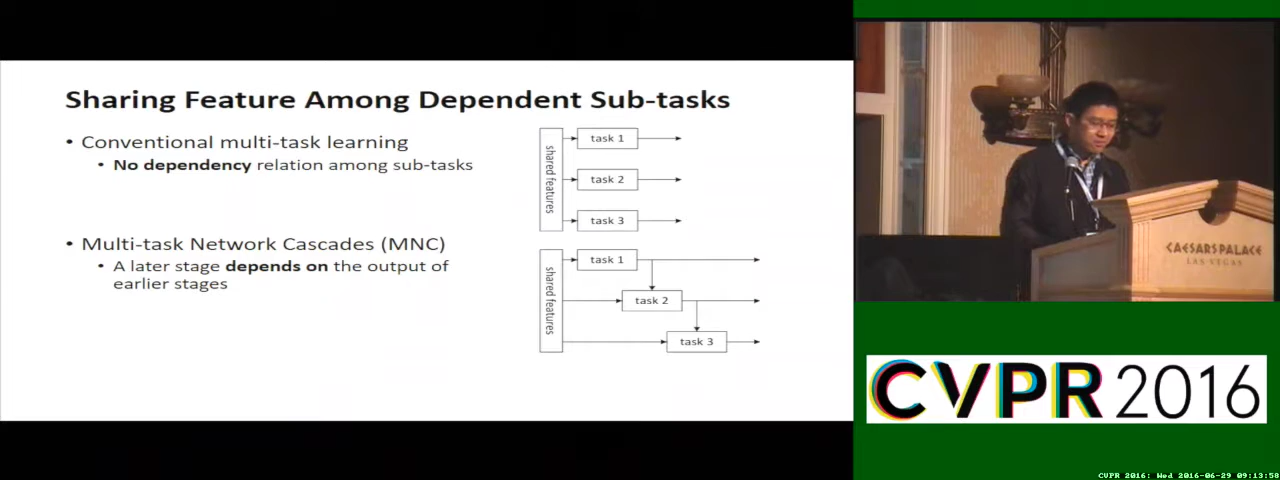 Sharing Feature Among Dependent Sub-tasks
• Conventional multi-task learning
• No dependency relation among sub-tasks
shared features
task 1
task 2
task 3
• Multi-task Network Cascades (MNC)
• A later stage depends on the output of
earlier stages
shared features
task 1
task 2
task 3
CAESARS PALACE
LAS VEGAS
CVPR 2016
CVPR 2016: Wed 2016-06-29 09:13:58